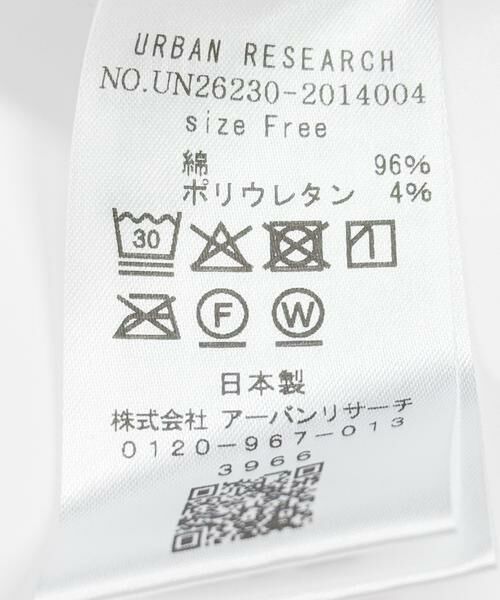 URBAN RESEARCH
NO.UN26230-2014004
size Free
綿 96%
ポリウレタン 4%
30
F W
日本製
株式会社 アーバンリサーチ
0120-967-013
3966